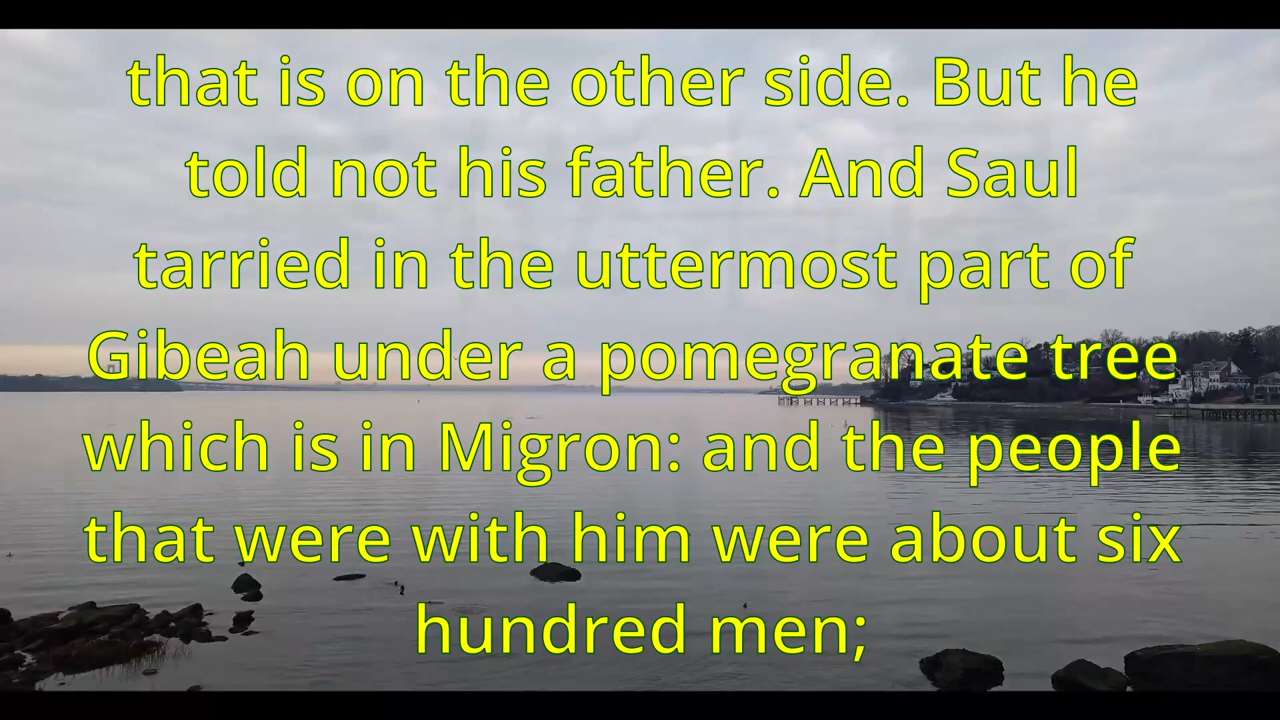 that is on the other side. But he
told not his father. And Saul
tarried in the uttermost part of
Gibeah under a pomegranate tree
which is in Migron: and the people
that were with him were about six
hundred men;